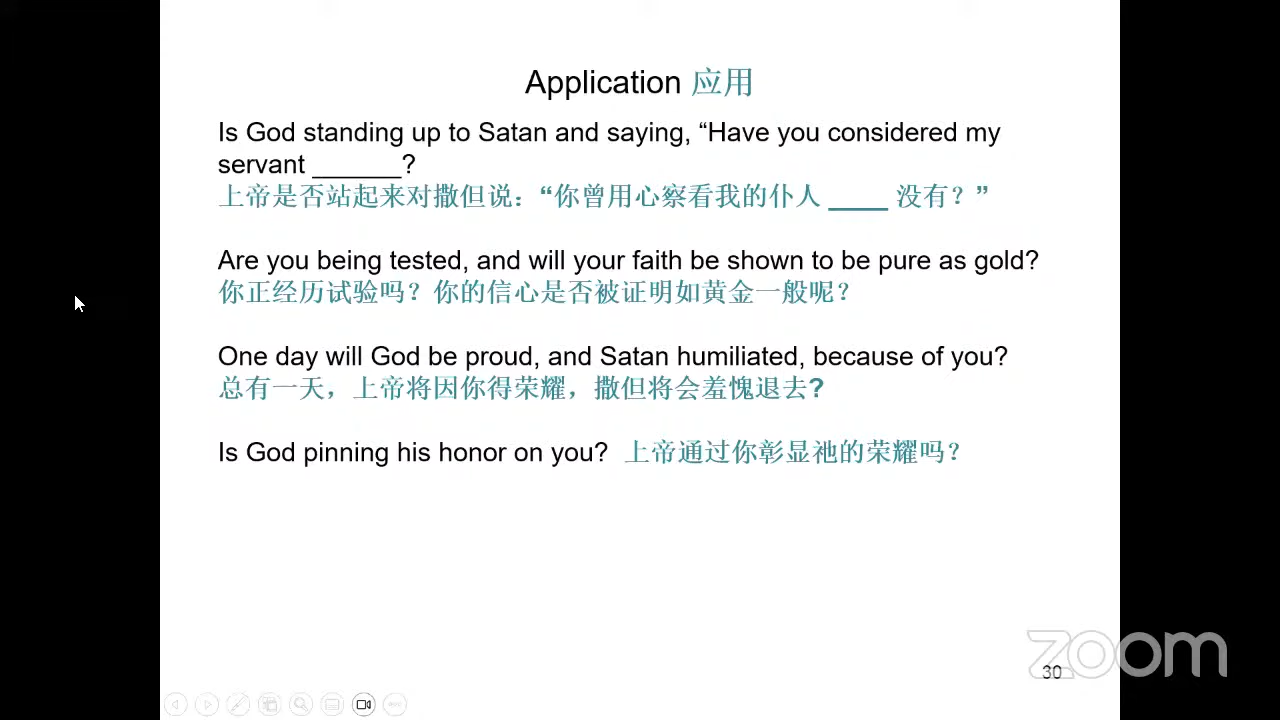 Application 应用
Is God standing up to Satan and saying, “Have you considered my
servant ______?
上帝是否站起来对撒但说：“你曾用心察看我的仆人 ____ 没有？”
Are you being tested, and will your faith be shown to be pure as gold?
你正经历试验吗？你的信心是否被证明如黄金一般呢？
One day will God be proud, and Satan humiliated, because of you?
总有一天，上帝将因你得荣耀，撒但将会羞愧退去?
Is God pinning his honor on you? 上帝通过你彰显祂的荣耀吗？
zoom
30